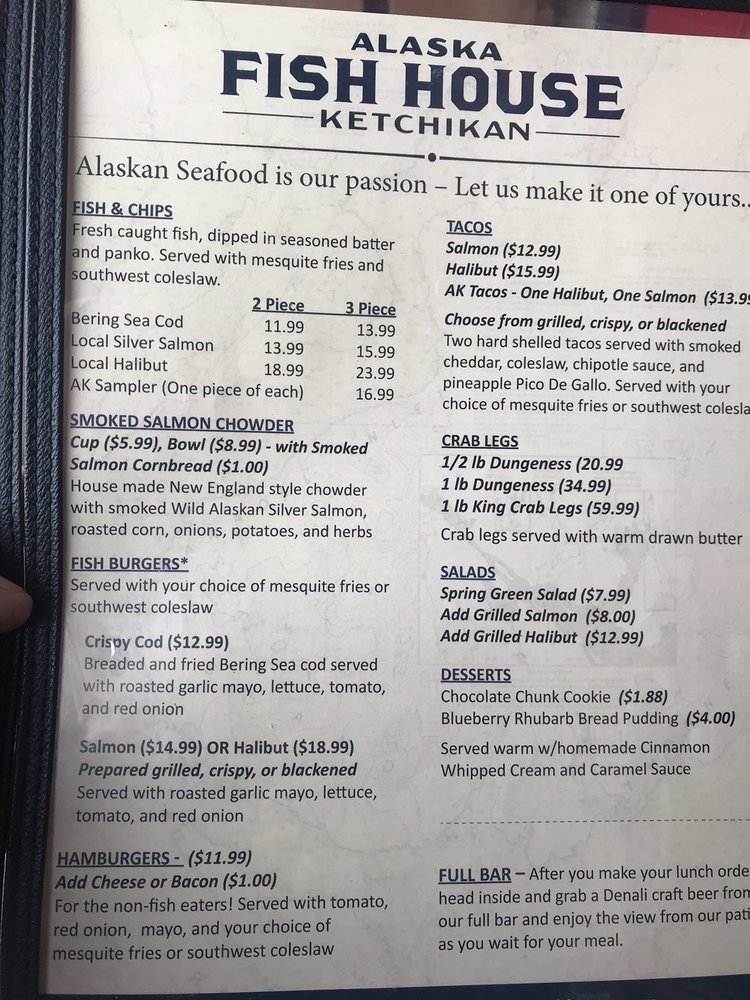 ALASKA
FISH HOUSE
KETCHIKAN
Alaskan Seafood is our passion – Let us make it one of yours..
FISH & CHIPS
Fresh caught fish, dipped in seasoned batter
and panko. Served with mesquite fries and
southwest coleslaw.
2 Piece 3 Piece
Bering Sea Cod 11.99 13.99
Local Silver Salmon 13.99 15.99
Local Halibut 18.99 23.99
AK Sampler (One piece of each) 16.99
SMOKED SALMON CHOWDER
Cup ($5.99), Bowl ($8.99) - with Smoked
Salmon Cornbread ($1.00)
House made New England style chowder
with smoked Wild Alaskan Silver Salmon,
roasted corn, onions, potatoes, and herbs
FISH BURGERS*
Served with your choice of mesquite fries or
southwest coleslaw
Crispy Cod ($12.99)
Breaded and fried Bering Sea cod served
with roasted garlic mayo, lettuce, tomato,
and red onion
Salmon ($14.99) OR Halibut ($18.99)
Prepared grilled, crispy, or blackened
Served with roasted garlic mayo, lettuce,
tomato, and red onion
HAMBURGERS - ($11.99)
Add Cheese or Bacon ($1.00)
For the non-fish eaters! Served with tomato,
red onion, mayo, and your choice of
mesquite fries or southwest coleslaw
TACOS
Salmon ($12.99)
Halibut ($15.99)
AK Tacos - One Halibut, One Salmon ($13.99
Choose from grilled, crispy, or blackened
Two hard shelled tacos served with smoked
cheddar, coleslaw, chipotle sauce, and
pineapple Pico De Gallo. Served with your
choice of mesquite fries or southwest colesla
CRAB LEGS
1/2 lb Dungeness (20.99
1 lb Dungeness (34.99)
1 lb King Crab Legs (59.99)
Crab legs served with warm drawn butter
SALADS
Spring Green Salad ($7.99)
Add Grilled Salmon ($8.00)
Add Grilled Halibut ($12.99)
DESSERTS
Chocolate Chunk Cookie ($1.88)
Blueberry Rhubarb Bread Pudding ($4.00)
Served warm w/homemade Cinnamon
Whipped Cream and Caramel Sauce
FULL BAR – After you make your lunch orde
head inside and grab a Denali craft beer from
our full bar and enjoy the view from our pati
as you wait for your meal.